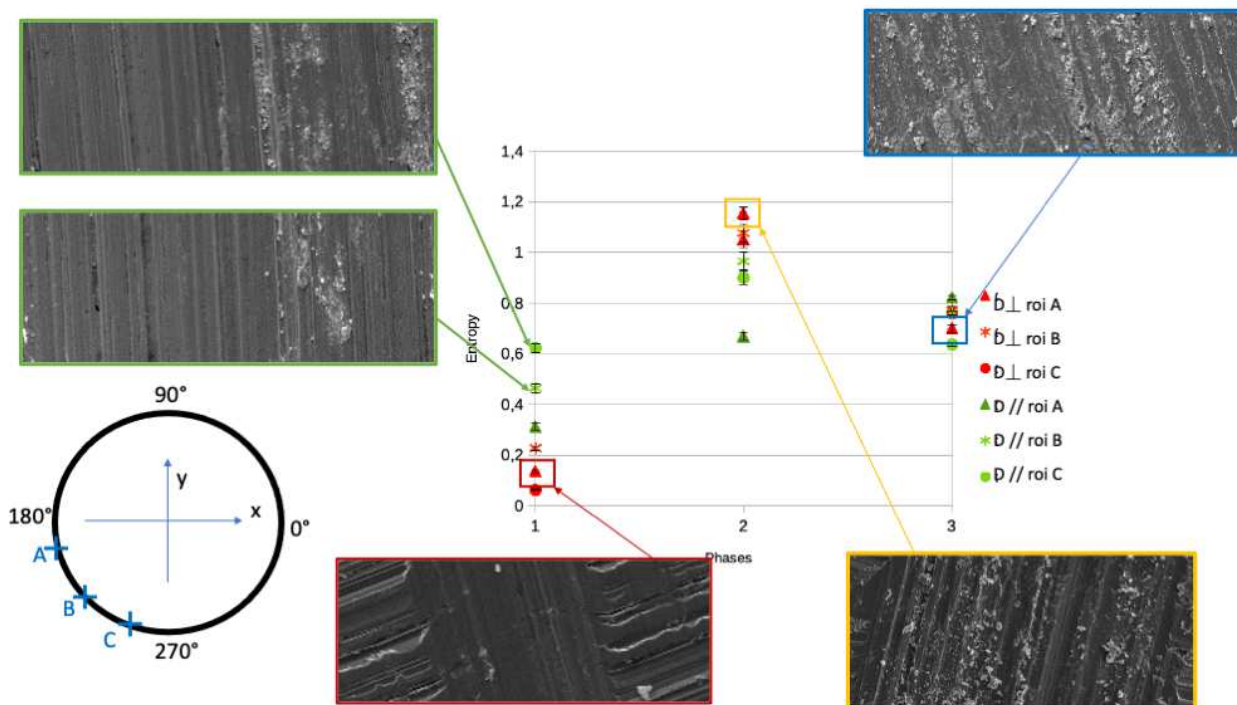 1,4
1,2
1
0,8
0,6
0,4
0,2
0
Entropy
1
2
3
Phases
D⊥ roi A
D⊥ roi B
D⊥ roi C
D // roi A
D // roi B
D // roi C
90°
y
x
180°
0°
A
B
C
270°